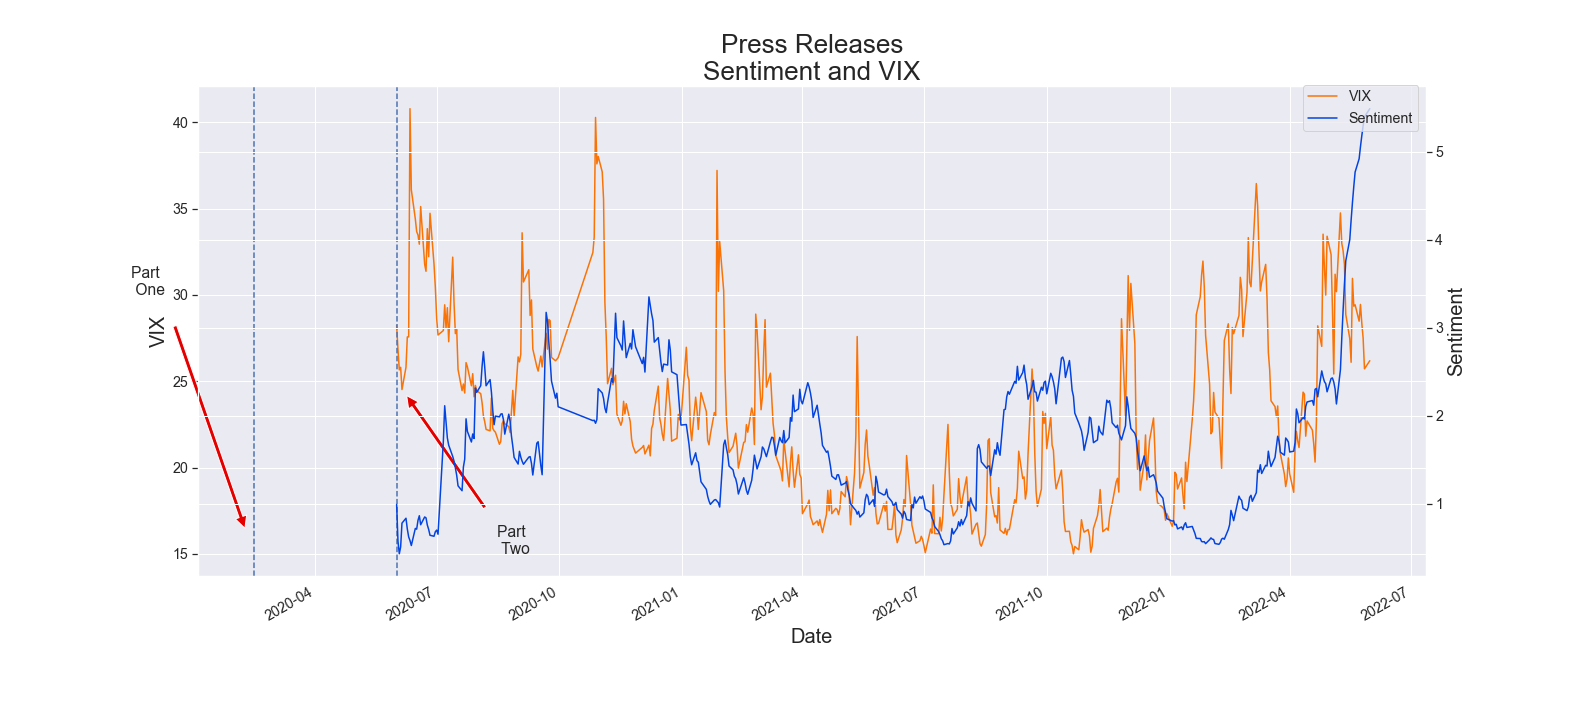 Press Releases
Sentiment and VIX
VIX
Sentiment
40
35
30
25
20
15
VIX
Part
One
Part
Two
5
4
3
2
1
Sentiment
2020-04
2020-07
2020-10
2021-01
2021-04
2021-07
2021-10
2022-01
2022-04
2022-07
Date